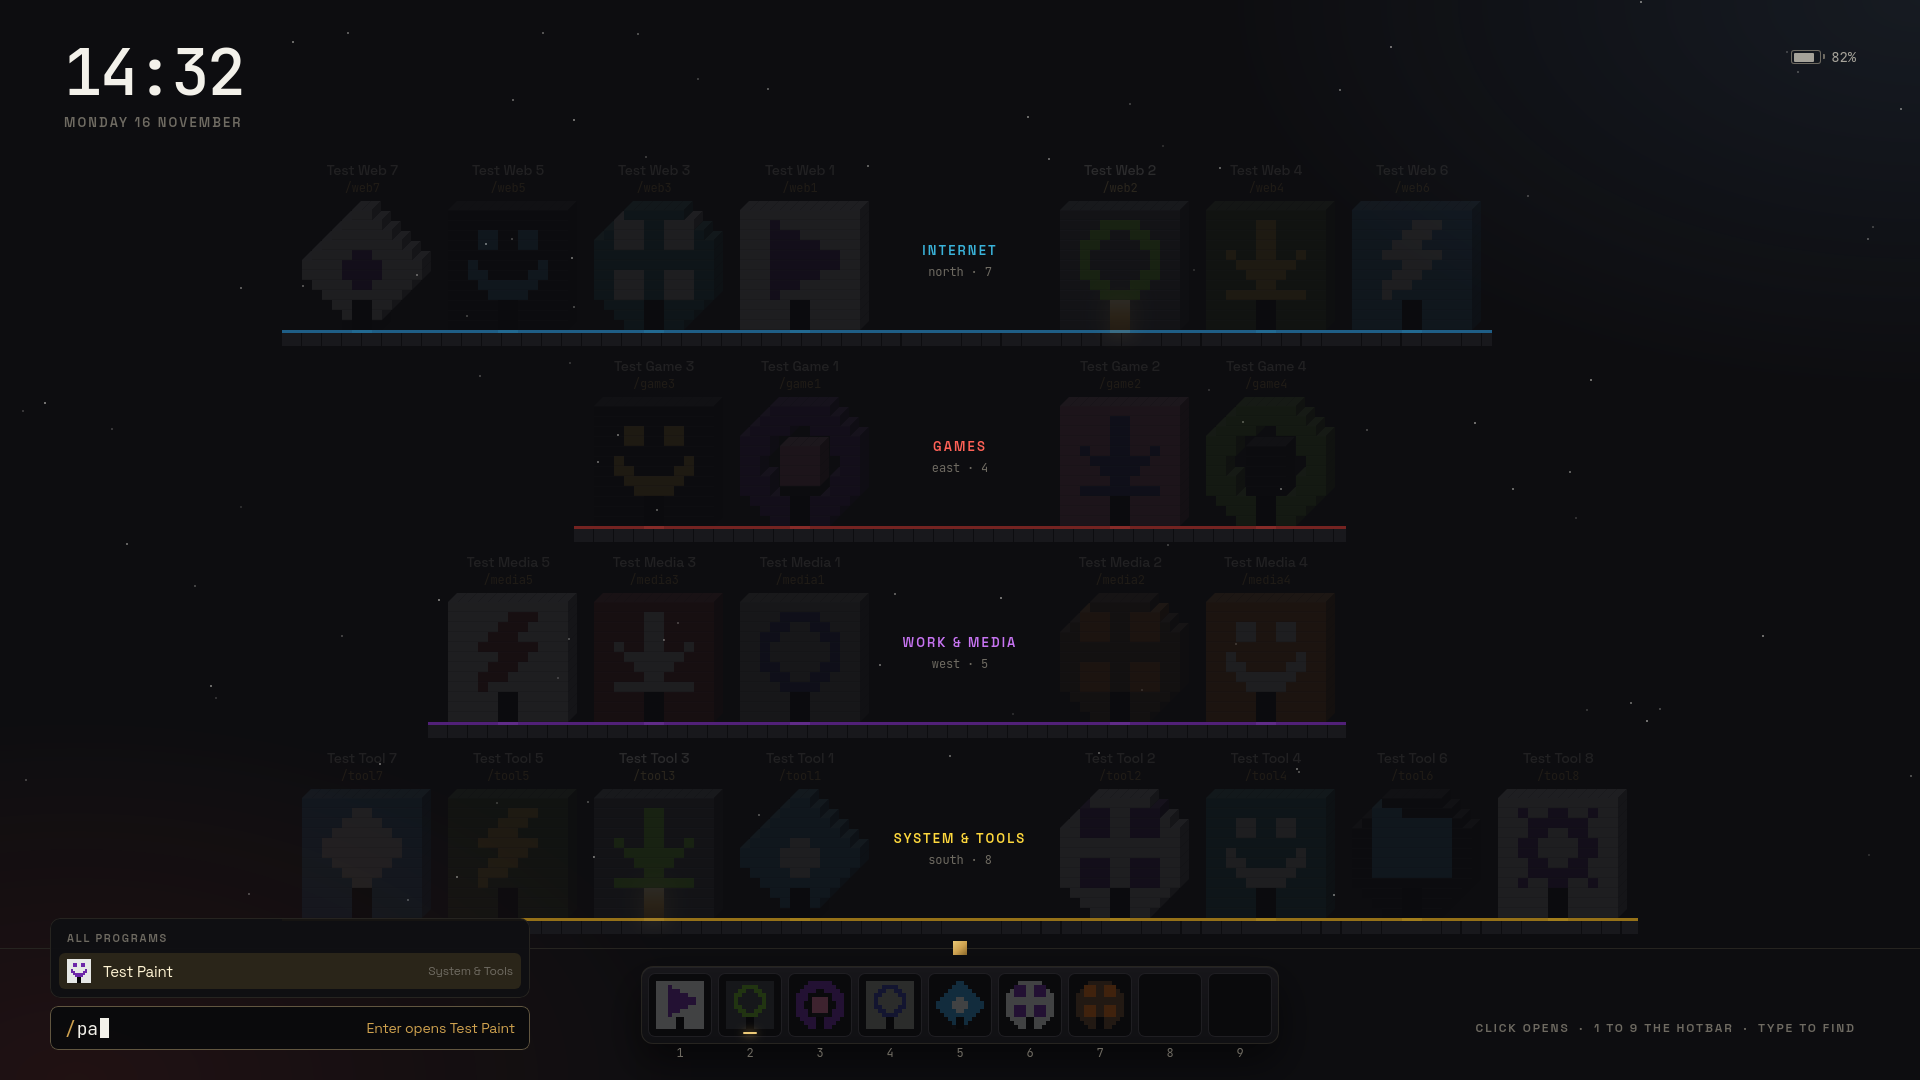 14:32
MONDAY 16 NOVEMBER
82%
Test Web 7
/web7
Test Web 5
/web5
Test Web 3
/web3
Test Web 1
/web1
INTERNET
north · 7
Test Web 2
/web2
Test Web 4
/web4
Test Web 6
/web6
Test Game 3
/game3
Test Game 1
/game1
GAMES
east · 4
Test Game 2
/game2
Test Game 4
/game4
Test Media 5
/media5
Test Media 3
/media3
Test Media 1
/media1
WORK & MEDIA
west · 5
Test Media 2
/media2
Test Media 4
/media4
Test Tool 7
/tool7
Test Tool 5
/tool5
Test Tool 3
/tool3
Test Tool 1
/tool1
SYSTEM & TOOLS
south · 8
Test Tool 2
/tool2
Test Tool 4
/tool4
Test Tool 6
/tool6
Test Tool 8
/tool8
ALL PROGRAMS
Test Paint System & Tools
/pa Enter opens Test Paint
1 2 3 4 5 6 7 8 9
CLICK OPENS · 1 TO 9 THE HOTBAR · TYPE TO FIND